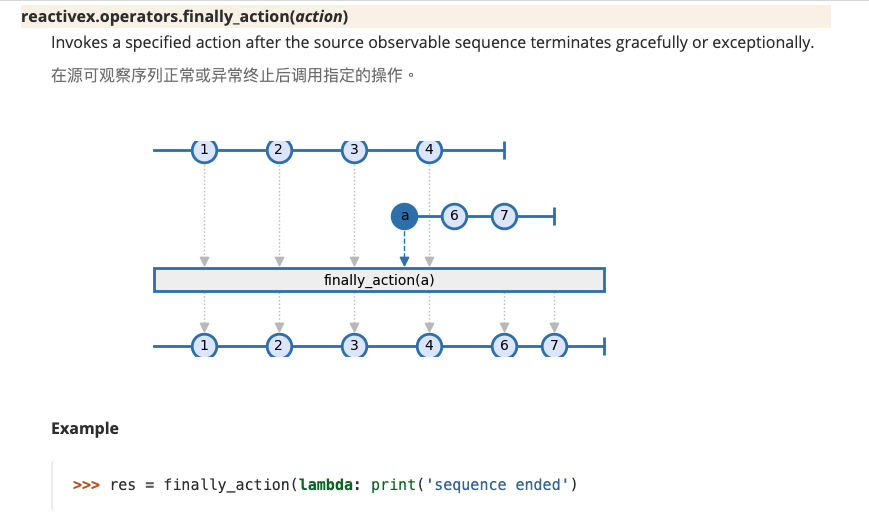 reactivex.operators.finally_action(action)
Invokes a specified action after the source observable sequence terminates gracefully or exceptionally.
在源可观察序列正常或异常终止后调用指定的操作。
1 2 3 4
a 6 7
finally_action(a)
1 2 3 4 6 7
Example
>>> res = finally_action(lambda: print('sequence ended')